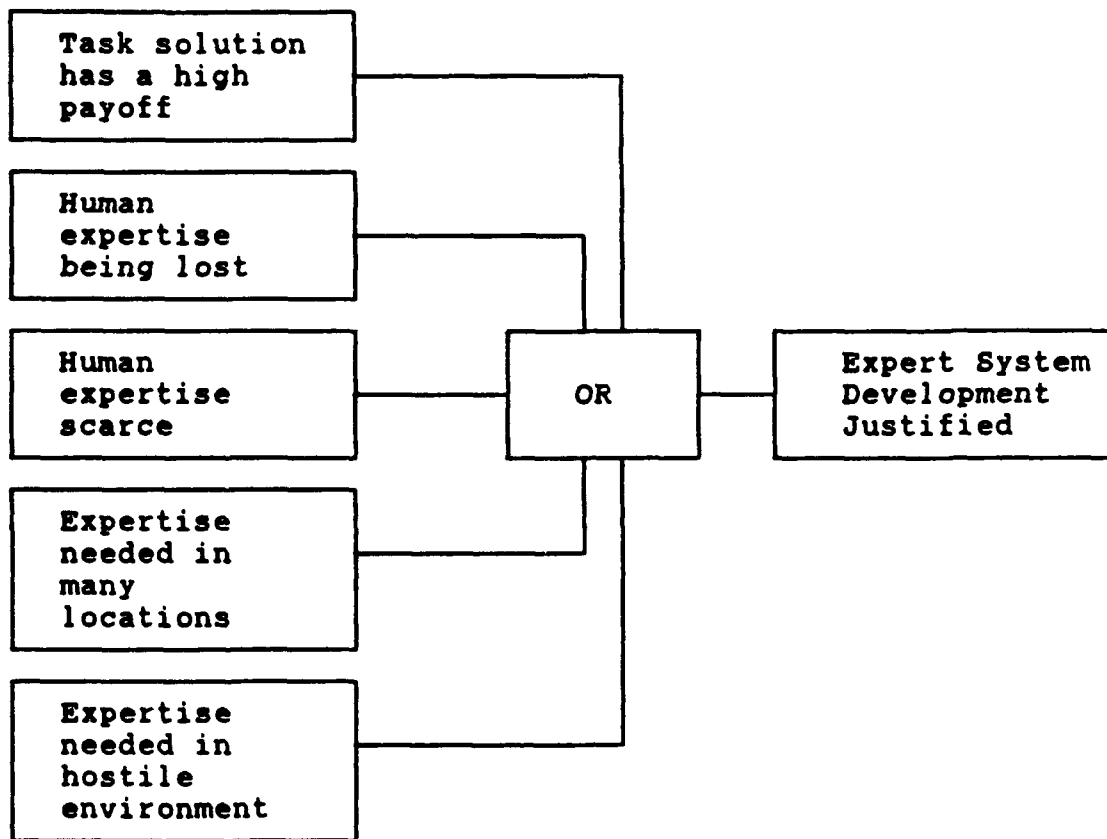 Task solution
has a high
payoff
Human
expertise
being lost
Human
expertise
scarce
OR
Expert System
Development
Justified
Expertise
needed in
many
locations
Expertise
needed in
hostile
environment